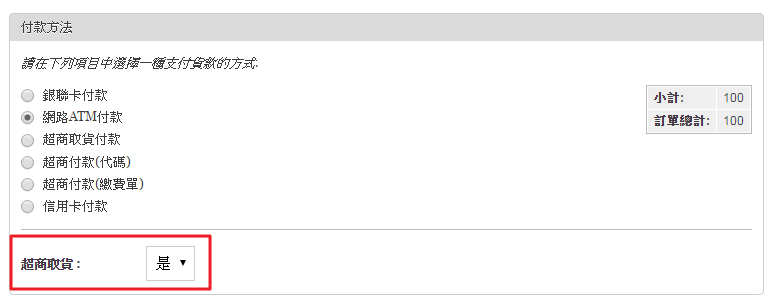 付款方法
請在下列項目中選擇一種支付貨款的方式.
銀聯卡付款
網路ATM付款
超商取貨付款
超商付款(代碼)
超商付款(繳費單)
信用卡付款
小計: 100
訂單總計: 100
超商取貨 : 是